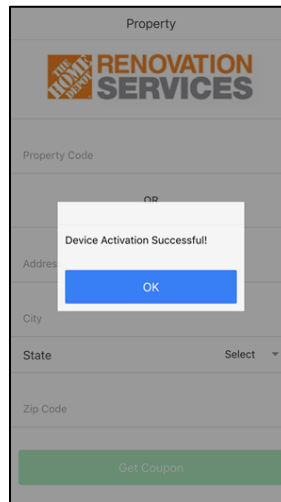 Property
THE HOME DEPOT
RENOVATION
SERVICES
Property Code
OR
Device Activation Successful!
Addres
OK
City
State Select
Zip Code
Get Coupon